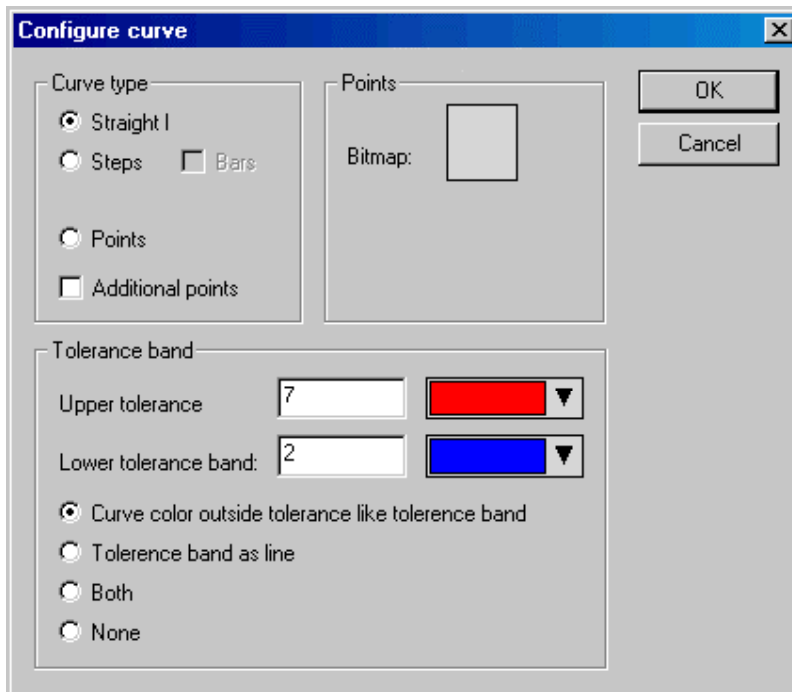 Configure curve
Curve type
Straight l
Steps
Bars
Points
Additional points
Points
Bitmap:
OK
Cancel
Tolerance band
Upper tolerance
7
Lower tolerance band:
2
Curve color outside tolerance like tolerence band
Tolerence band as line
Both
None